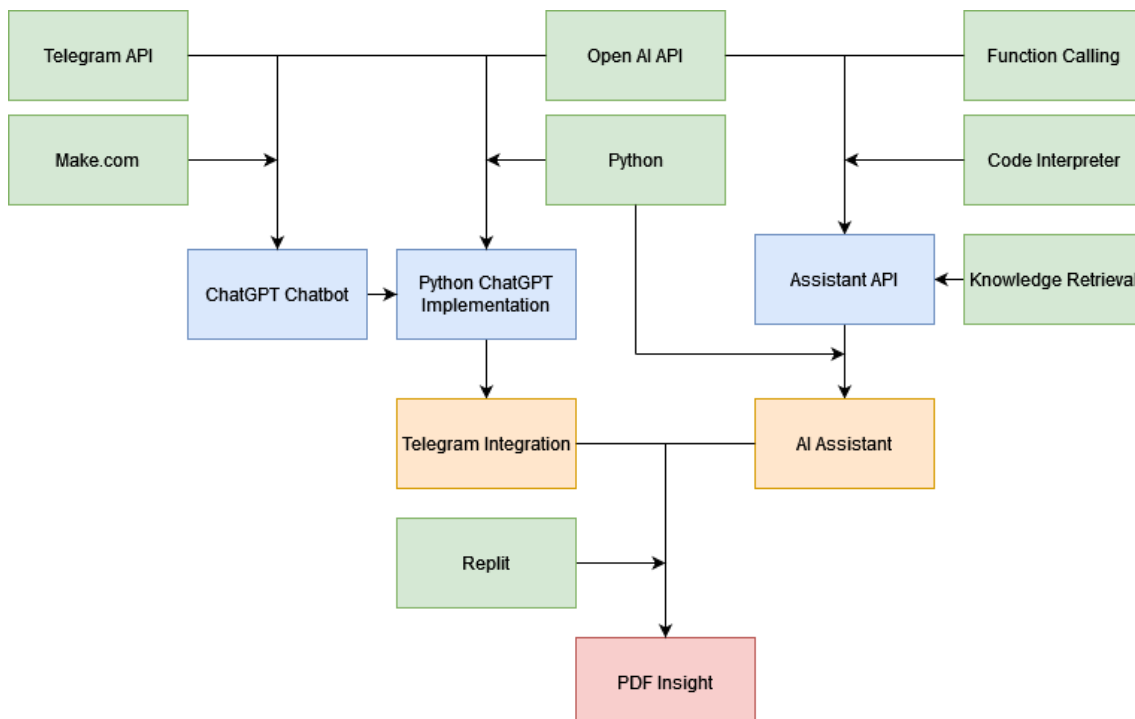 Telegram API
Open AI API
Function Calling
Make.com
Python
Code Interpreter
ChatGPT Chatbot
Python ChatGPT
Implementation
Assistant API
Knowledge Retrieval
Telegram Integration
AI Assistant
Replit
PDF Insight